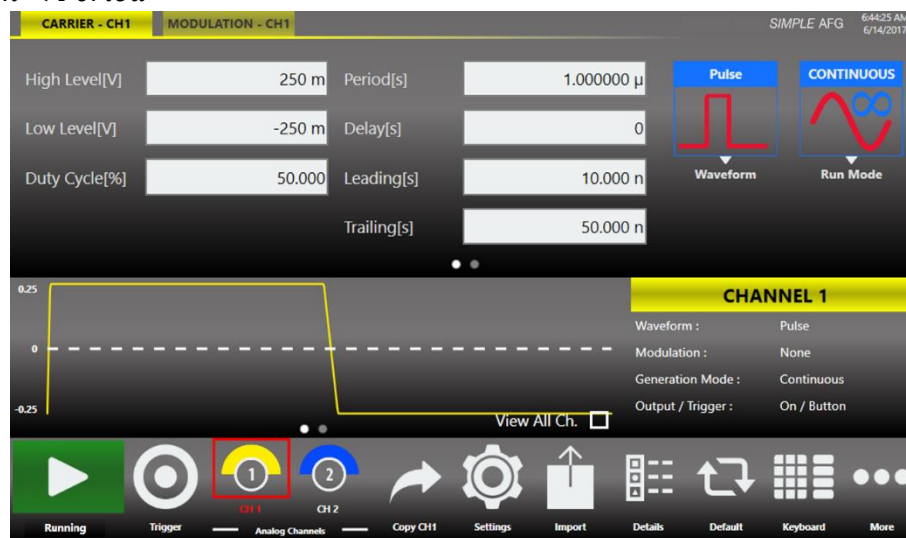 CARRIER - CH1 MODULATION - CH1 SIMPLE AFG 6:44:25 AM
6/14/2017
High Level[V] 250 m Period[s] 1.000000 µ Pulse CONTINUOUS
Low Level[V] -250 m Delay[s] 0
Duty Cycle[%] 50.000 Leading[s] 10.000 n Waveform Run Mode
Trailing[s] 50.000 n
0.25 CHANNEL 1
Waveform : Pulse
0 Modulation : None
Generation Mode : Continuous
-0.25 View All Ch. Output / Trigger : On / Button
1 2
CH 1 CH 2
Running Trigger Analog Channels Copy CH1 Settings Import Details Default Keyboard More